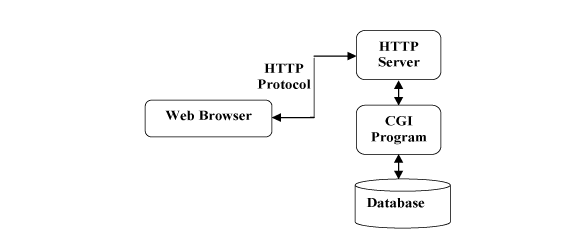 HTTP
Server
HTTP
Protocol
Web Browser
CGI
Program
Database